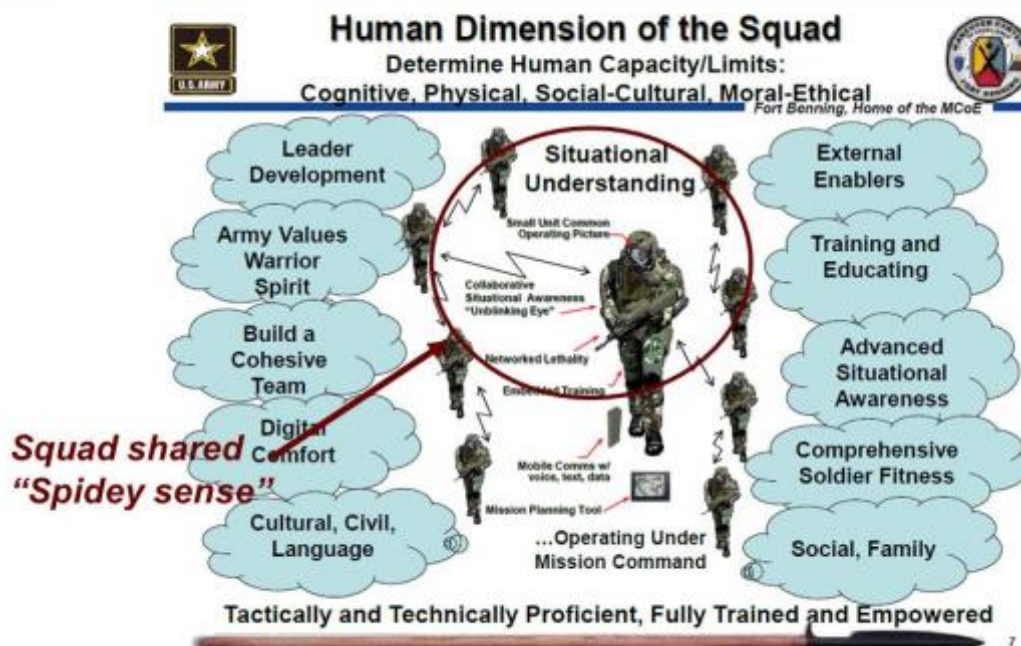 Human Dimension of the Squad
Determine Human Capacity/Limits:
Cognitive, Physical, Social-Cultural, Moral-Ethical
U.S.ARMY
FORT BENNING
Fort Benning, Home of the MCoE
Leader
Development
Army Values
Warrior
Spirit
Build a
Cohesive
Team
Digital
Comfort
Cultural, Civil,
Language
Squad shared
“Spidey sense”
Situational
Understanding
Small Unit Common
Operating Picture
Collaborative
Situational Awareness
"Unblinking Eye"
Networked Lethality
Embedded Training
Mobile Comms w/
voice, text, data
Mission Planning Tool
...Operating Under
Mission Command
External
Enablers
Training and
Educating
Advanced
Situational
Awareness
Comprehensive
Soldier Fitness
Social, Family
Tactically and Technically Proficient, Fully Trained and Empowered
7